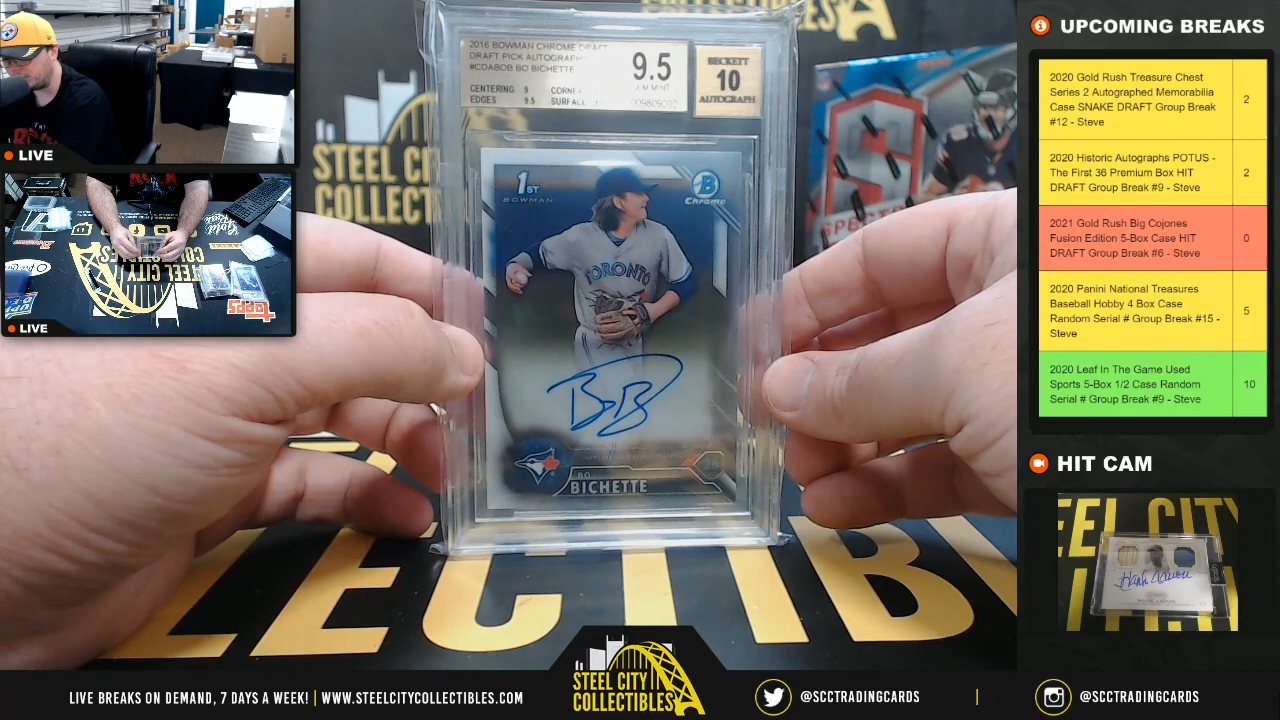 LIVE
LIVE
2016 BOWMAN CHROME DRAFT
DRAFT PICK AUTOGRAPH
#CDABOB BO BICHETTE
CENTERING 9
EDGES 9.5
9.5
BECKETT
10
AUTOGRAPH
STEEL CITY
COLLECT
1ST
BOWMAN
B
Chrome
TORONTO
BO
BICHETTE
topps
UPCOMING BREAKS
2020 Gold Rush Treasure Chest
Series 2 Autographed Memorabilia
Case SNAKE DRAFT Group Break
#12 - Steve
2
2020 Historic Autographs POTUS -
The First 36 Premium Box HIT
DRAFT Group Break #9 - Steve
2
2021 Gold Rush Big Cojones
Fusion Edition 5-Box Case HIT
DRAFT Group Break #6 - Steve
0
2020 Panini National Treasures
Baseball Hobby 4 Box Case
Random Serial # Group Break #15 -
Steve
5
2020 Leaf In The Game Used
Sports 5-Box 1/2 Case Random
Serial # Group Break #9 - Steve
10
HIT CAM
Hank Aaron
LIVE BREAKS ON DEMAND, 7 DAYS A WEEK! | WWW.STEELCITYCOLLECTIBLES.COM
STEEL CITY
COLLECTIBLES
@SCCTRADINGCARDS
@SCCTRADINGCARDS